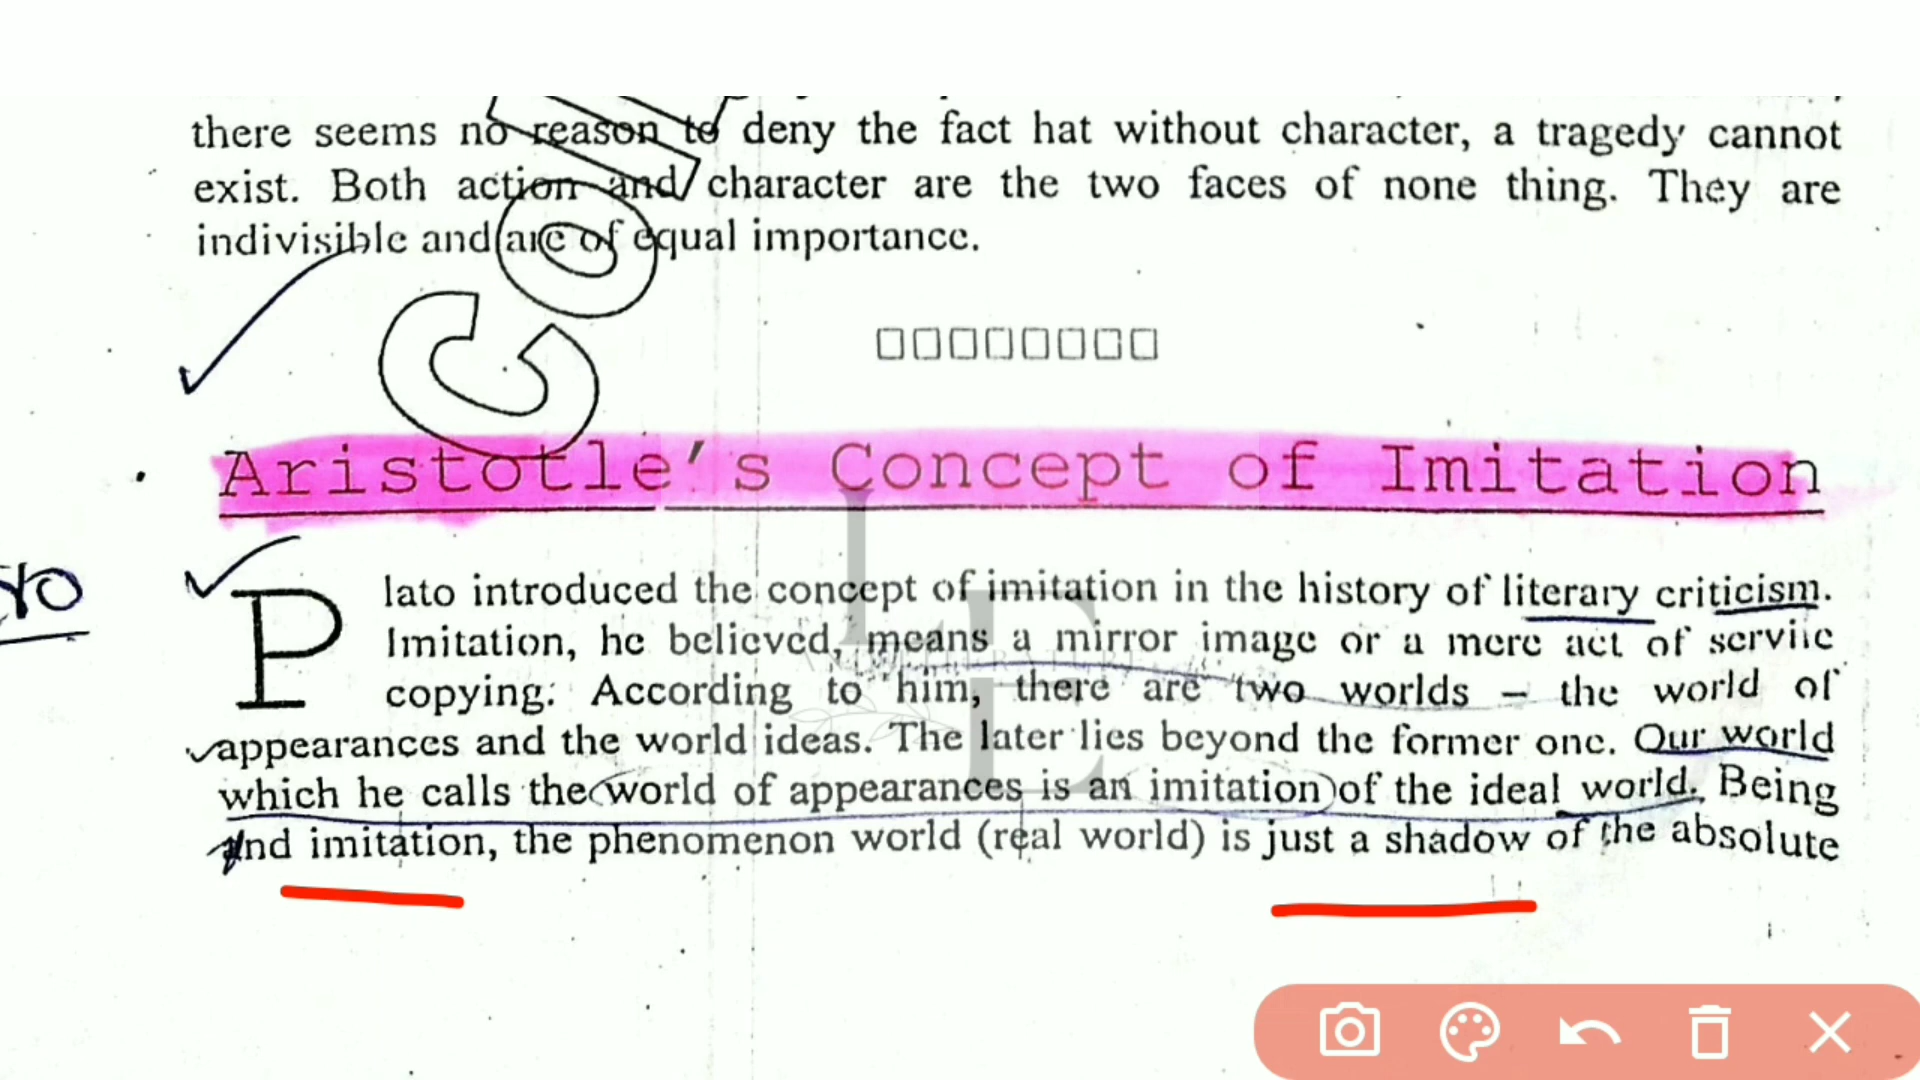 there seems no reason to deny the fact hat without character, a tragedy cannot
exist. Both action and character are the two faces of none thing. They are
indivisible and are of equal importance.
Coll
Aristotle's Concept of Imitation
Plato introduced the concept of imitation in the history of literary criticism.
Imitation, he believed, means a mirror image or a mere act of servile
copying. According to him, there are two worlds – the world of
appearances and the world ideas. The later lies beyond the former one. Our world
which he calls the world of appearances is an imitation of the ideal world. Being
and imitation, the phenomenon world (real world) is just a shadow of the absolute
LE